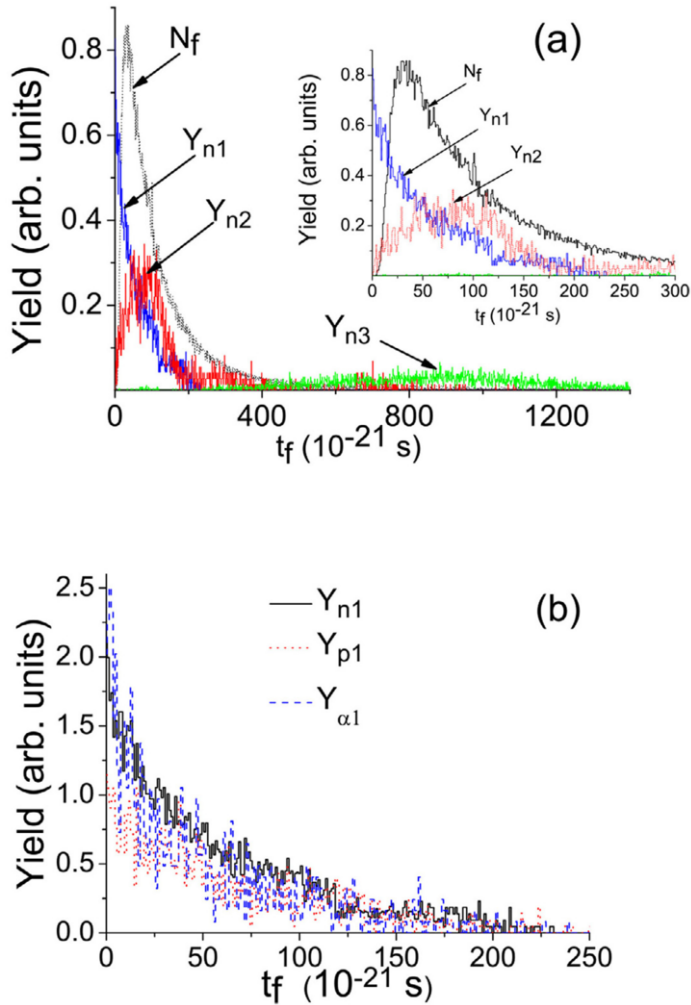 (a)
0.8
0.6
0.4
0.2
Yield (arb. units)
Nf
Yn1
Yn2
Yn3
0 400 800 1200
tf (10-21 s)
0.8
0.6
0.4
0.2
Yield (arb. units)
Nf
Yn1
Yn2
0 50 100 150 200 250 300
tf (10-21 s)
(b)
2.5
2.0
1.5
1.0
0.5
0.0
Yield (arb. units)
Yn1
Yp1
Yα1
0 50 100 150 200 250
tf (10-21 s)